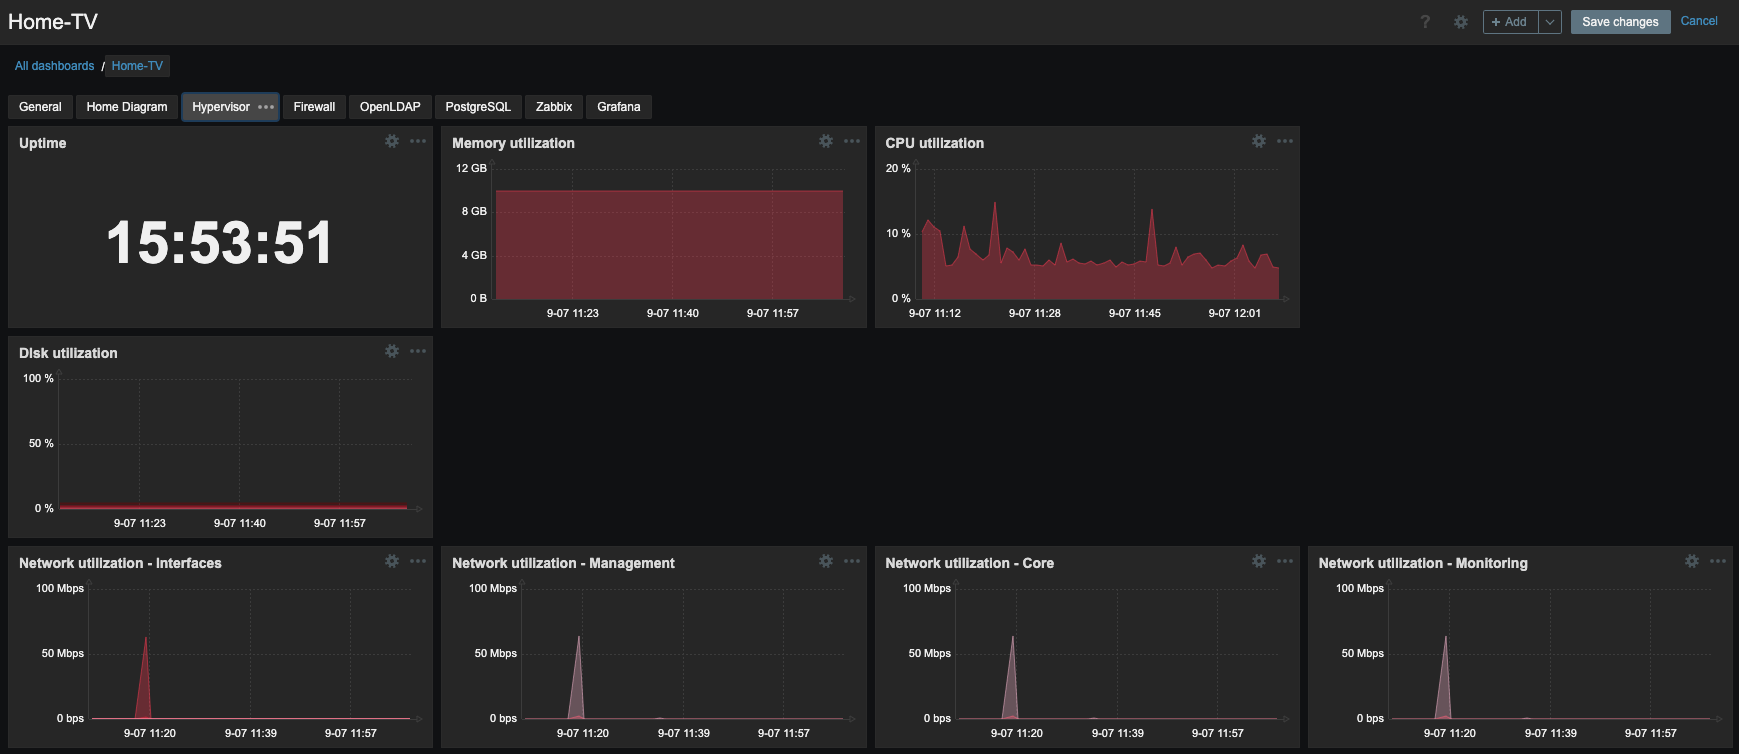 Home-TV
? + Add Save changes Cancel
All dashboards / Home-TV
General Home Diagram Hypervisor ••• Firewall OpenLDAP PostgreSQL Zabbix Grafana
Uptime
15:53:51
Memory utilization
12 GB
8 GB
4 GB
0 B
9-07 11:23 9-07 11:40 9-07 11:57
CPU utilization
20 %
10 %
0 %
9-07 11:12 9-07 11:28 9-07 11:45 9-07 12:01
Disk utilization
100 %
50 %
0 %
9-07 11:23 9-07 11:40 9-07 11:57
Network utilization - Interfaces
100 Mbps
50 Mbps
0 bps
9-07 11:20 9-07 11:39 9-07 11:57
Network utilization - Management
100 Mbps
50 Mbps
0 bps
9-07 11:20 9-07 11:39 9-07 11:57
Network utilization - Core
100 Mbps
50 Mbps
0 bps
9-07 11:20 9-07 11:39 9-07 11:57
Network utilization - Monitoring
100 Mbps
50 Mbps
0 bps
9-07 11:20 9-07 11:39 9-07 11:57